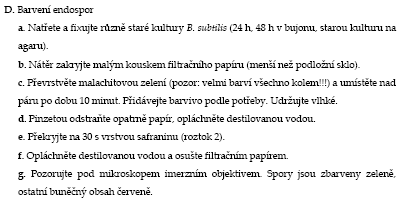 D. Barvení endospor
a. Natřete a fixujte různě staré kultury B. subtilis (24 h, 48 h v bujonu, starou kulturu na
agaru).
b. Nátěr zakryjte malým kouskem filtračního papíru (menší než podložní sklo).
c. Převrstvěte malachitovou zelení (pozor: velmi barví všechno kolem!!!) a umístěte nad
páru po dobu 10 minut. Přidávejte barvivo podle potřeby. Udržujte vlhké.
d. Pinzetou odstraňte opatrně papír, opláchněte destilovanou vodou.
e. Překryjte na 30 s vrstvou safraninu (roztok 2).
f. Opláchněte destilovanou vodou a osušte filtračním papírem.
g. Pozorujte pod mikroskopem imerzním objektivem. Spory jsou zbarveny zeleně,
ostatní buněčný obsah červeně.